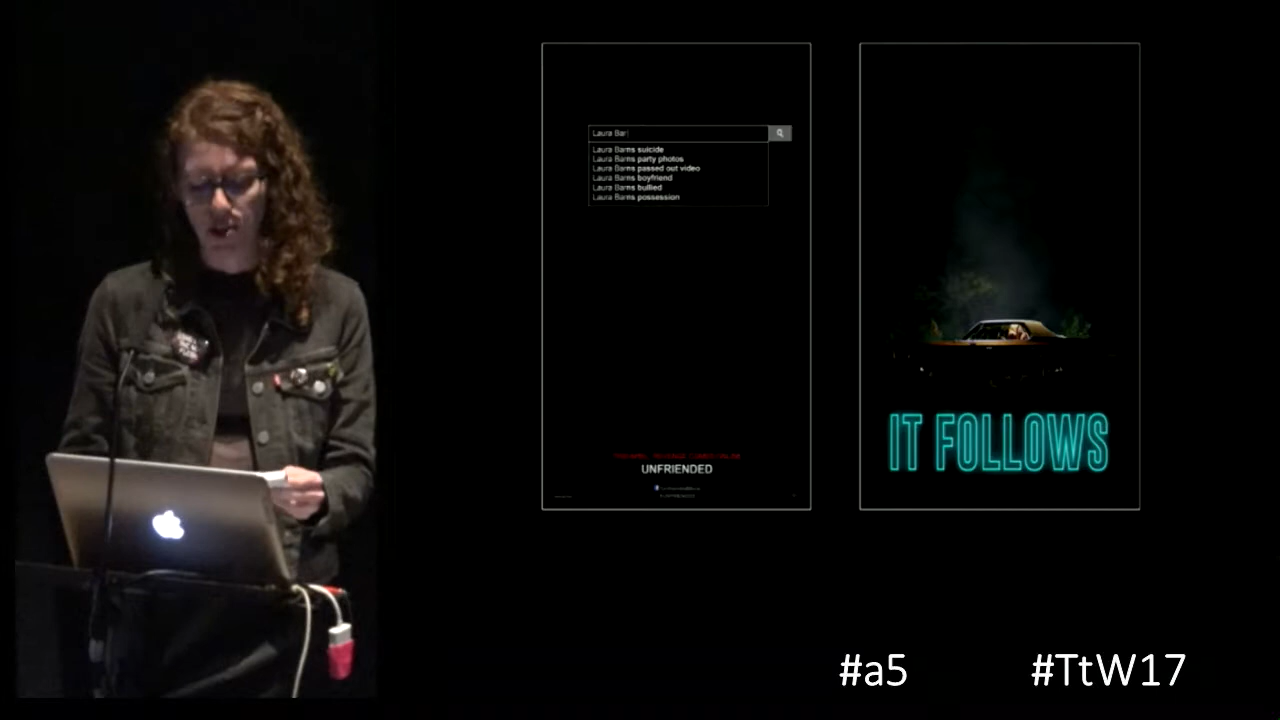 Laura Bar
Laura Barns suicide
Laura Barns party photos
Laura Barns passed out video
Laura Barns boyfriend
Laura Barns bullied
Laura Barns possession
UNFRIENDED
IT FOLLOWS
#a5 #TtW17